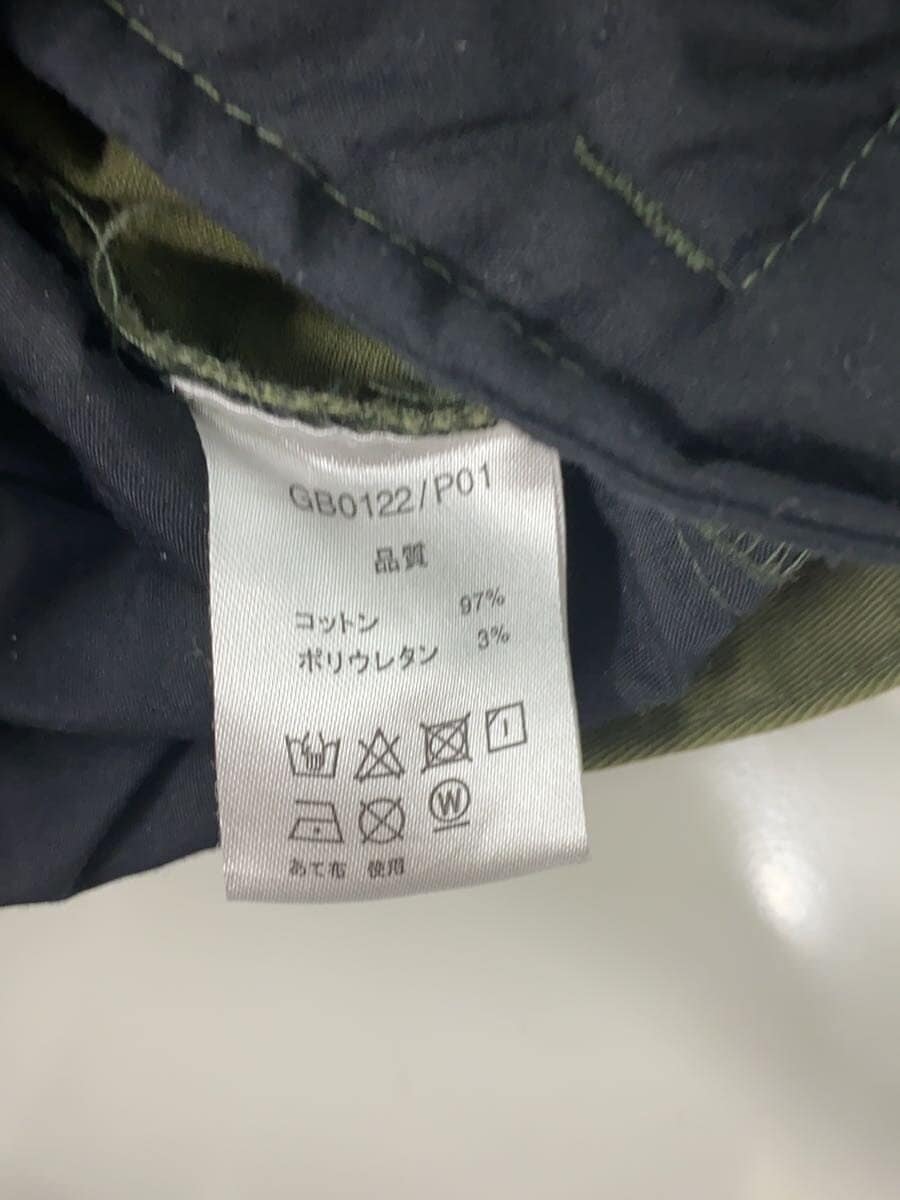 GB0122/P01
品質
コットン 97%
ポリウレタン 3%
W
あて布 使用